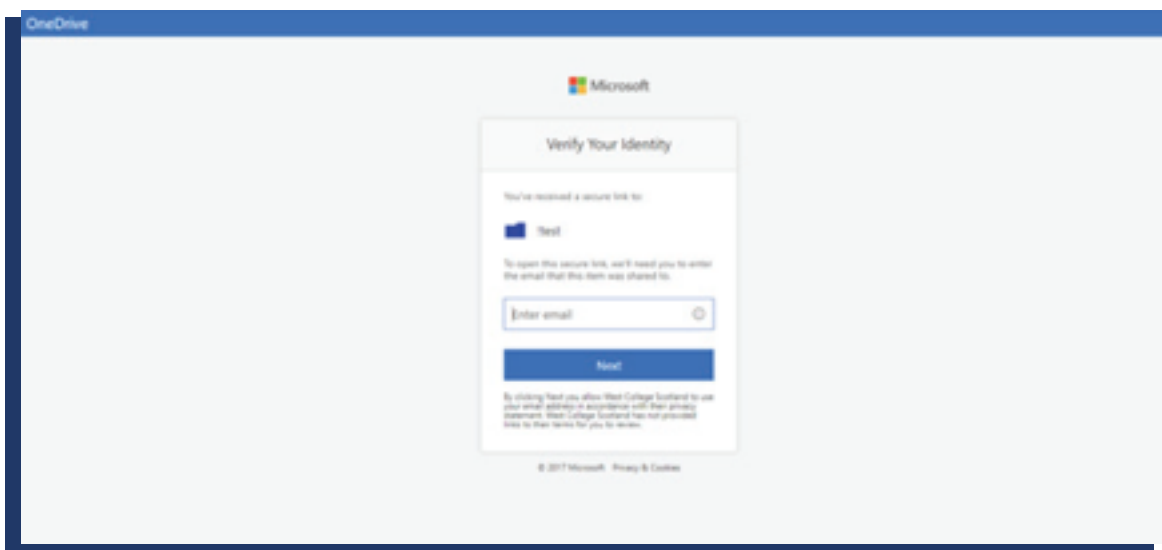 OneDrive
Microsoft
Verify Your Identity
You've received a secure link to:
Test
To open this secure link, we'll need you to enter
the email that this item was shared to.
Enter email
Next
By clicking Next you allow West College Scotland to use
your email address in accordance with their privacy
statement. West College Scotland has not provided
links to their terms for you to review.
© 2017 Microsoft Privacy & Cookies